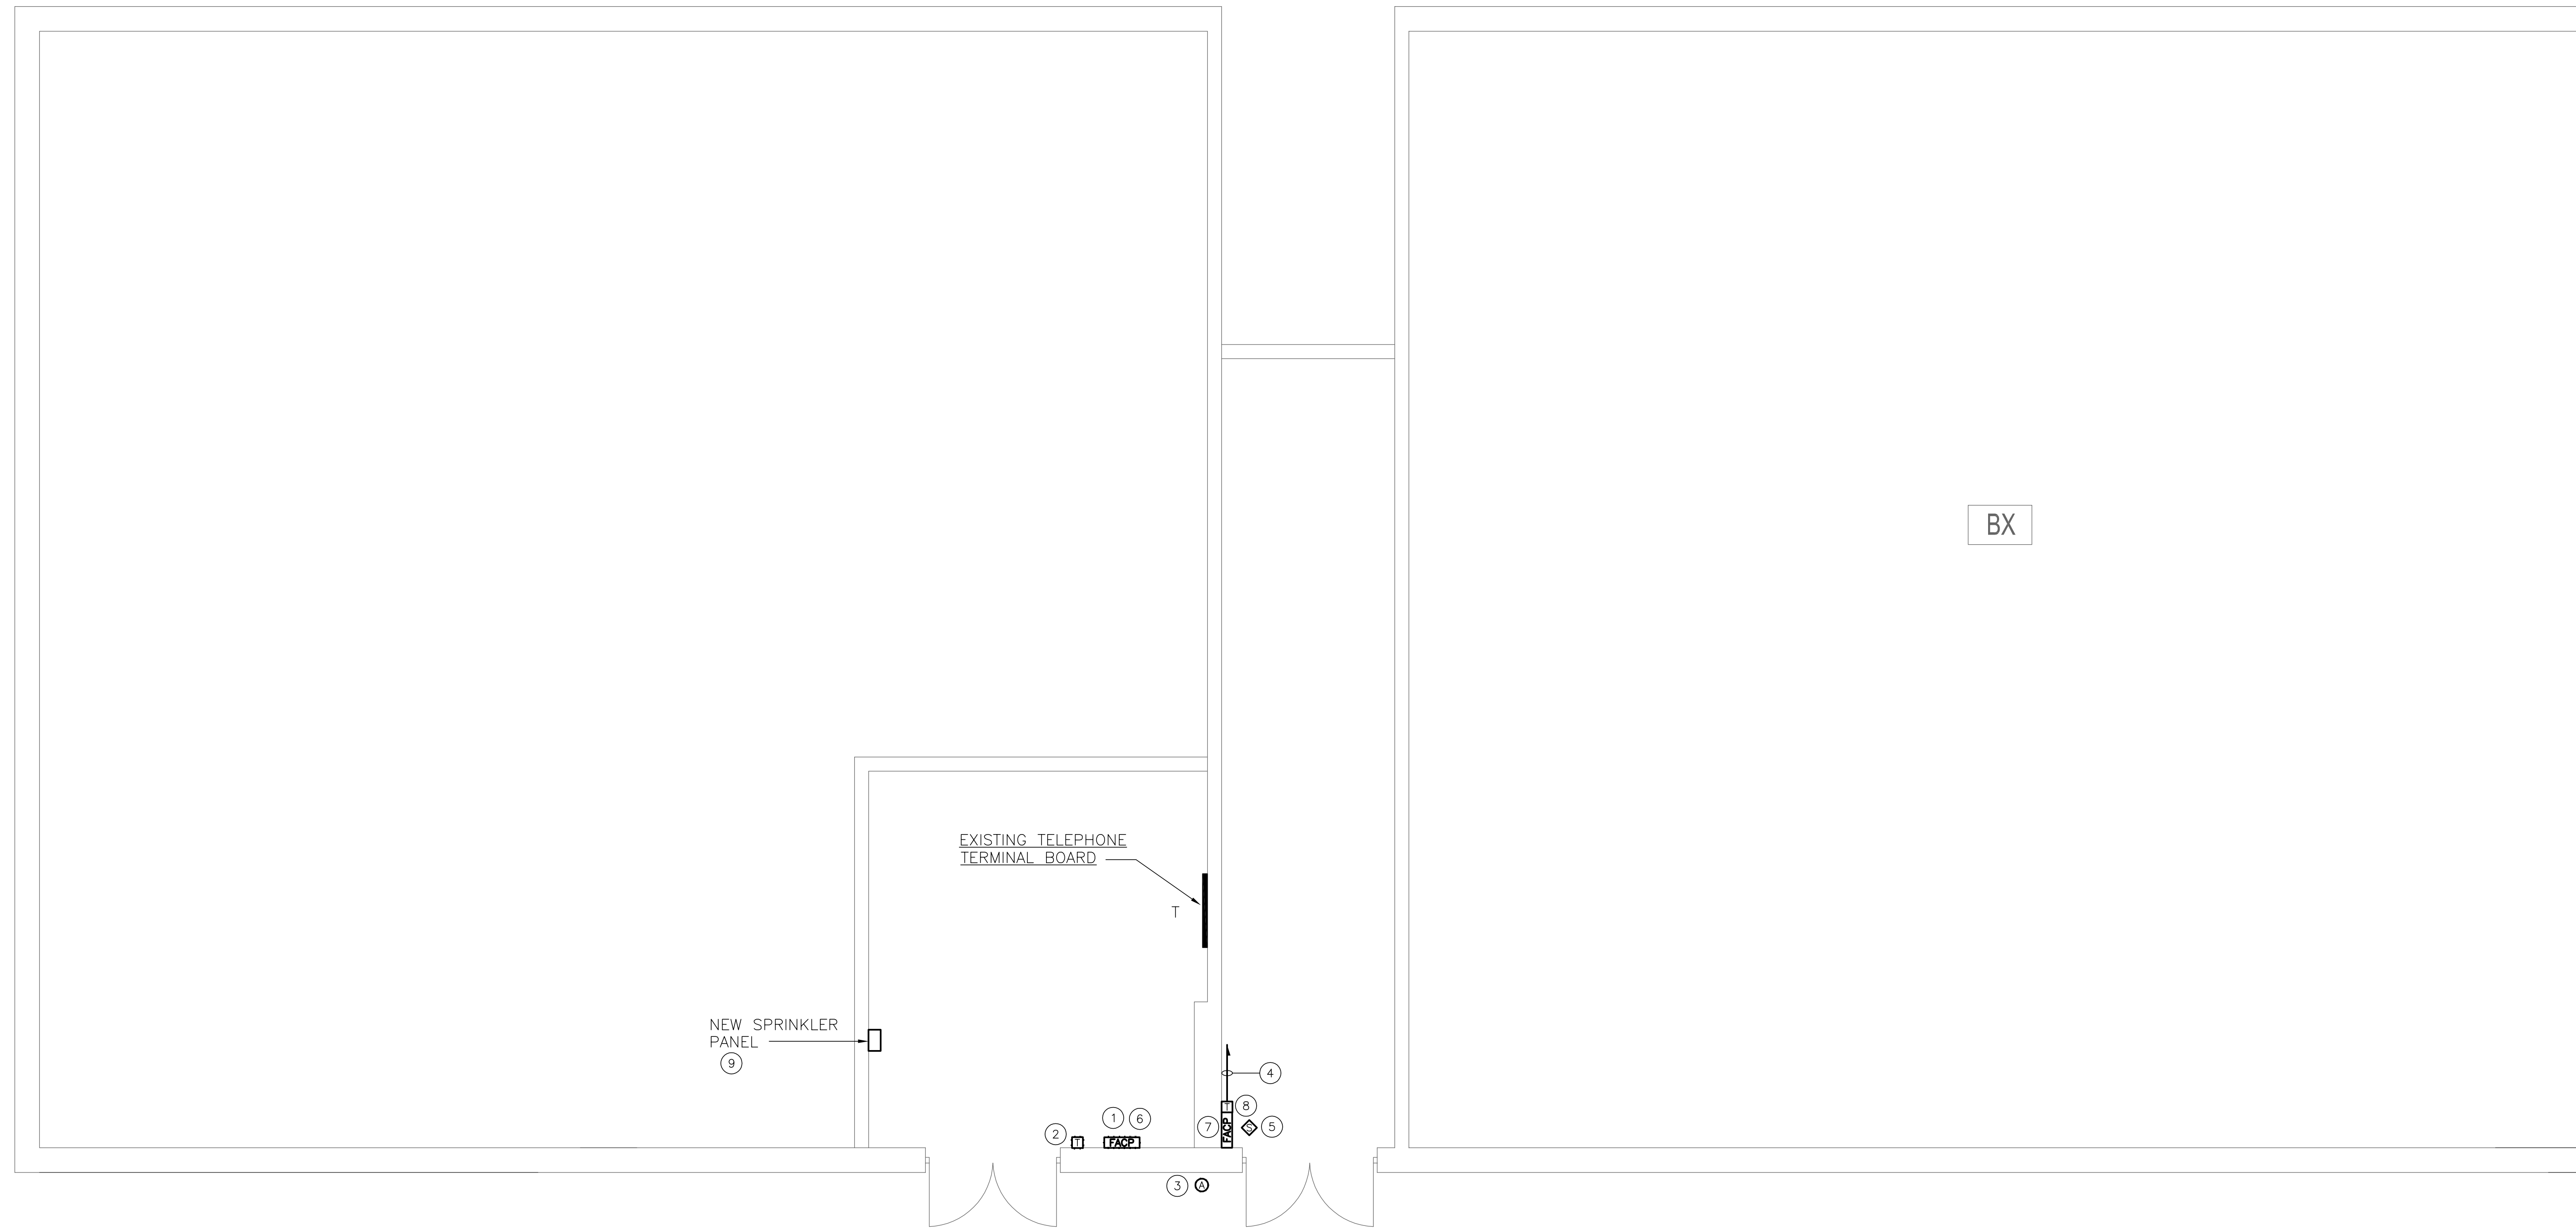 BX
EXISTING TELEPHONE
TERMINAL BOARD
T
NEW SPRINKLER
PANEL
9
4
T
8
1
6
7
FACP
S
5
2
T
FACP
3
A